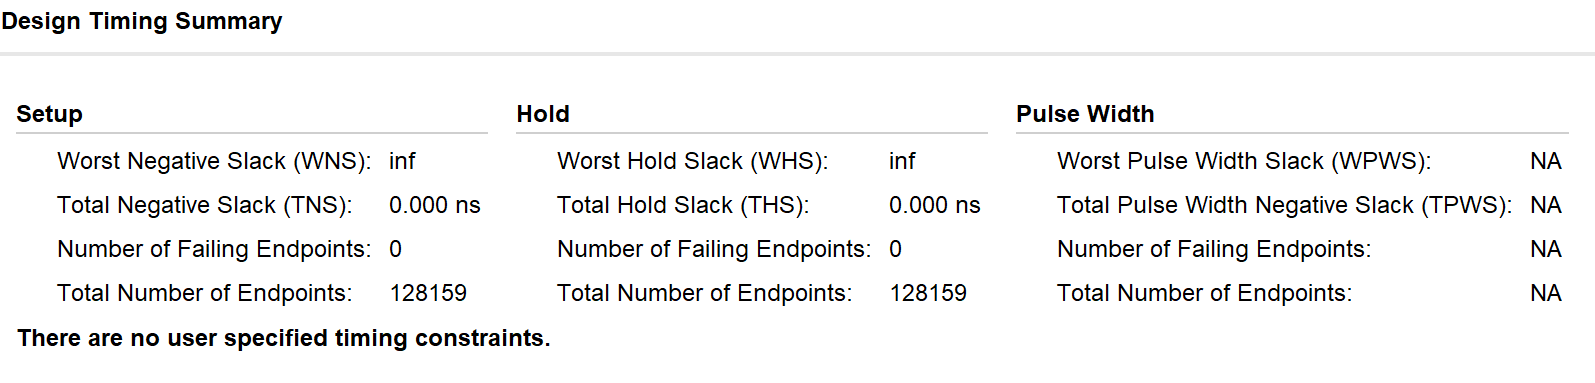 Design Timing Summary
Setup
Worst Negative Slack (WNS): inf
Total Negative Slack (TNS): 0.000 ns
Number of Failing Endpoints: 0
Total Number of Endpoints: 128159
Hold
Worst Hold Slack (WHS): inf
Total Hold Slack (THS): 0.000 ns
Number of Failing Endpoints: 0
Total Number of Endpoints: 128159
Pulse Width
Worst Pulse Width Slack (WPWS): NA
Total Pulse Width Negative Slack (TPWS): NA
Number of Failing Endpoints: NA
Total Number of Endpoints: NA
There are no user specified timing constraints.